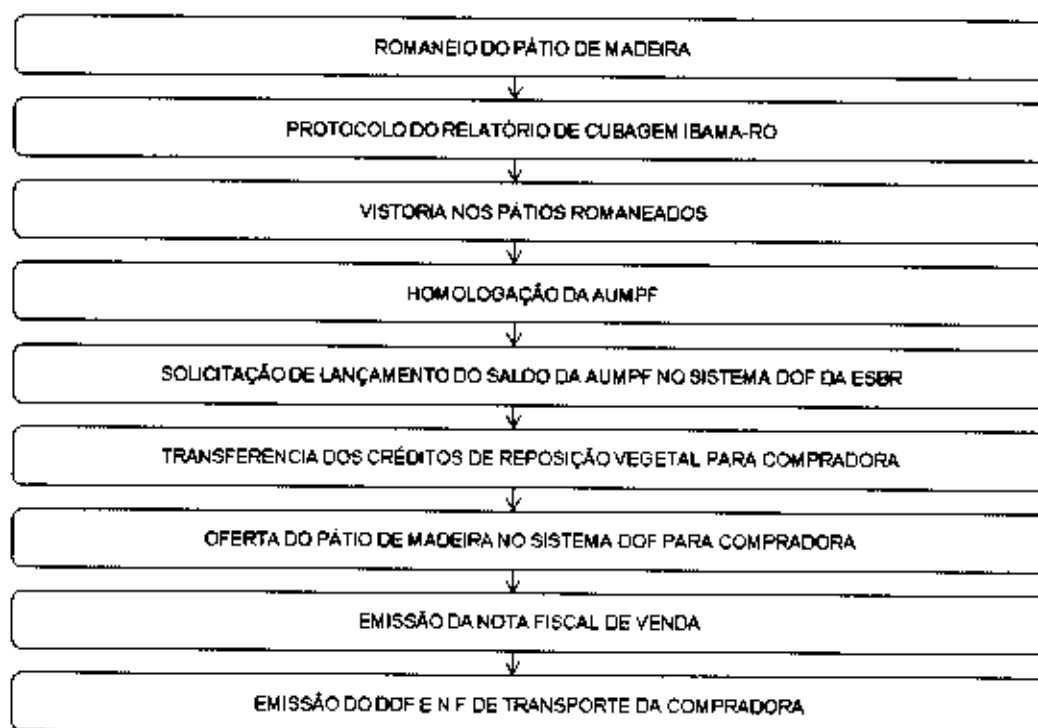 ROMANEIO DO PÁTIO DE MADEIRA
PROTOCOLO DO RELATÓRIO DE CUBAGEM IBAMA-RO
VISTORIA NOS PÁTIOS ROMANEADOS
HOMOLOGAÇÃO DA AUMPF
SOLICITAÇÃO DE LANÇAMENTO DO SALDO DA AUMPF NO SISTEMA DOF DA ESBR
TRANSFERENCIA DOS CRÉDITOS DE REPOSIÇÃO VEGETAL PARA COMPRADORA
OFERTA DO PÁTIO DE MADEIRA NO SISTEMA DOF PARA COMPRADORA
EMISSÃO DA NOTA FISCAL DE VENDA
EMISSÃO DO DOF E N F DE TRANSPORTE DA COMPRADORA